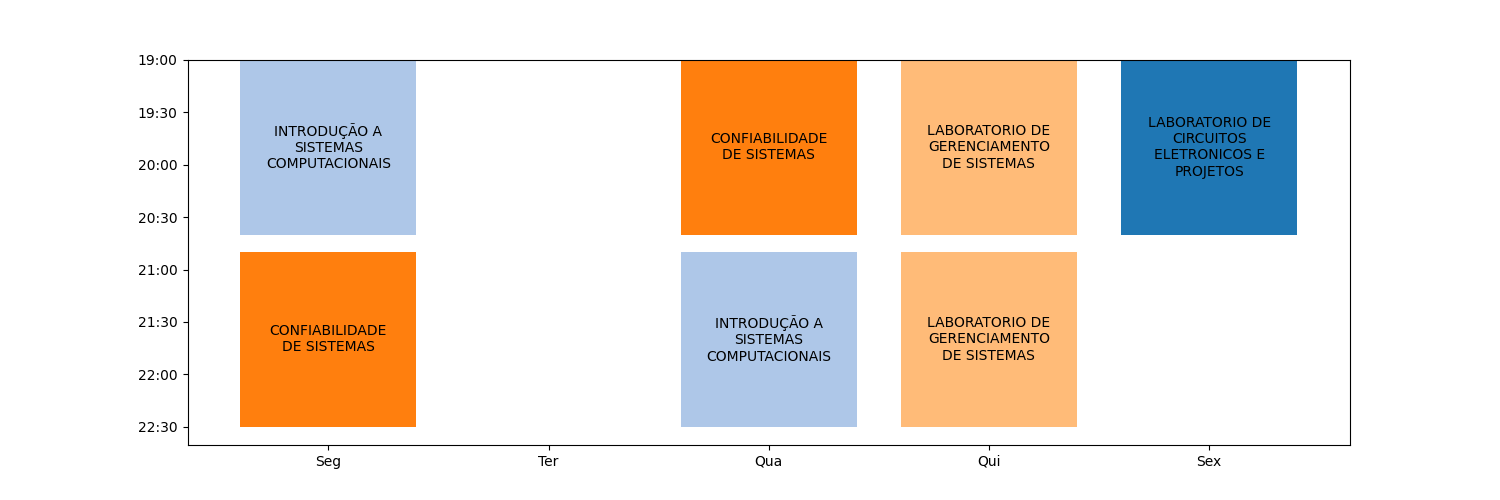 19:00
19:30
20:00
20:30
21:00
21:30
22:00
22:30
INTRODUÇÃO A
SISTEMAS
COMPUTACIONAIS
CONFIABILIDADE
DE SISTEMAS
CONFIABILIDADE
DE SISTEMAS
INTRODUÇÃO A
SISTEMAS
COMPUTACIONAIS
LABORATORIO DE
GERENCIAMENTO
DE SISTEMAS
LABORATORIO DE
GERENCIAMENTO
DE SISTEMAS
LABORATORIO DE
CIRCUITOS
ELETRONICOS E
PROJETOS
Seg
Ter
Qua
Qui
Sex